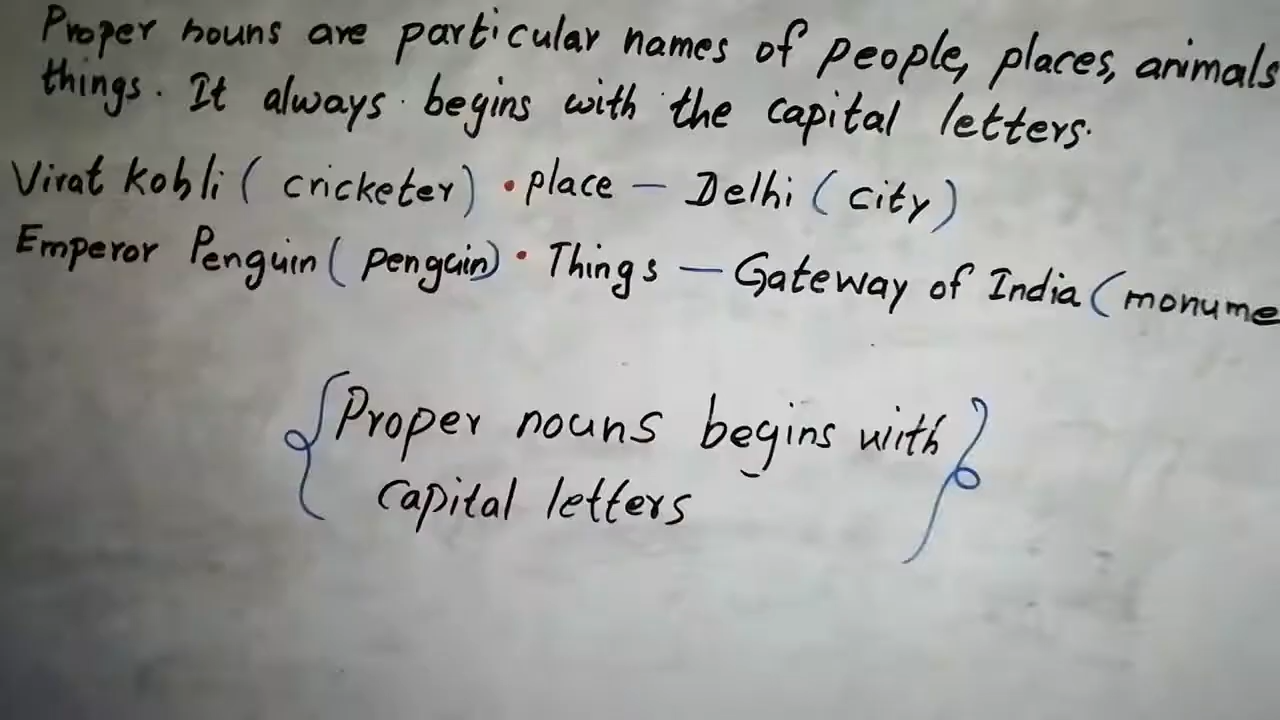 Proper nouns are particular names of people, places, animals
things. It always begins with the capital letters.
Virat Kohli ( cricketer ) • place — Delhi ( city )
Emperor Penguin ( penguin ) • Things — Gateway of India ( monume
{ Proper nouns begins with }
capital letters